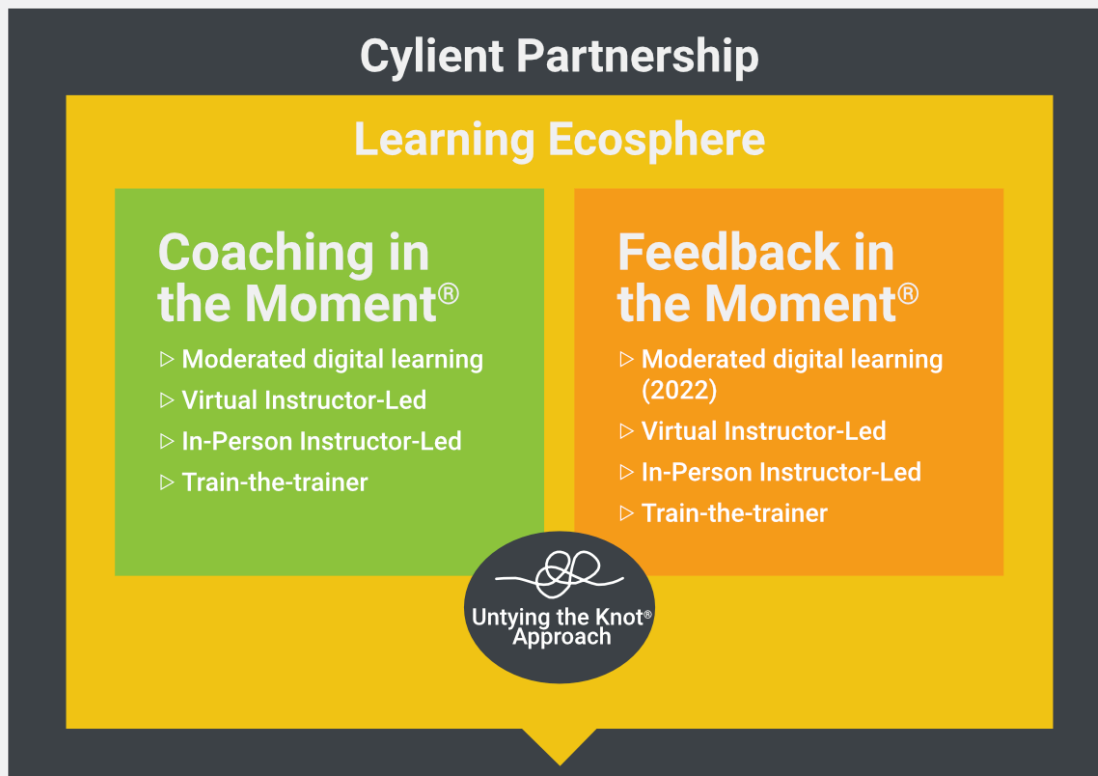 Cylient Partnership
Learning Ecosphere
Coaching in
the Moment®
▷ Moderated digital learning
▷ Virtual Instructor-Led
▷ In-Person Instructor-Led
▷ Train-the-trainer
Feedback in
the Moment®
▷ Moderated digital learning
(2022)
▷ Virtual Instructor-Led
▷ In-Person Instructor-Led
▷ Train-the-trainer
Untying the Knot®
Approach